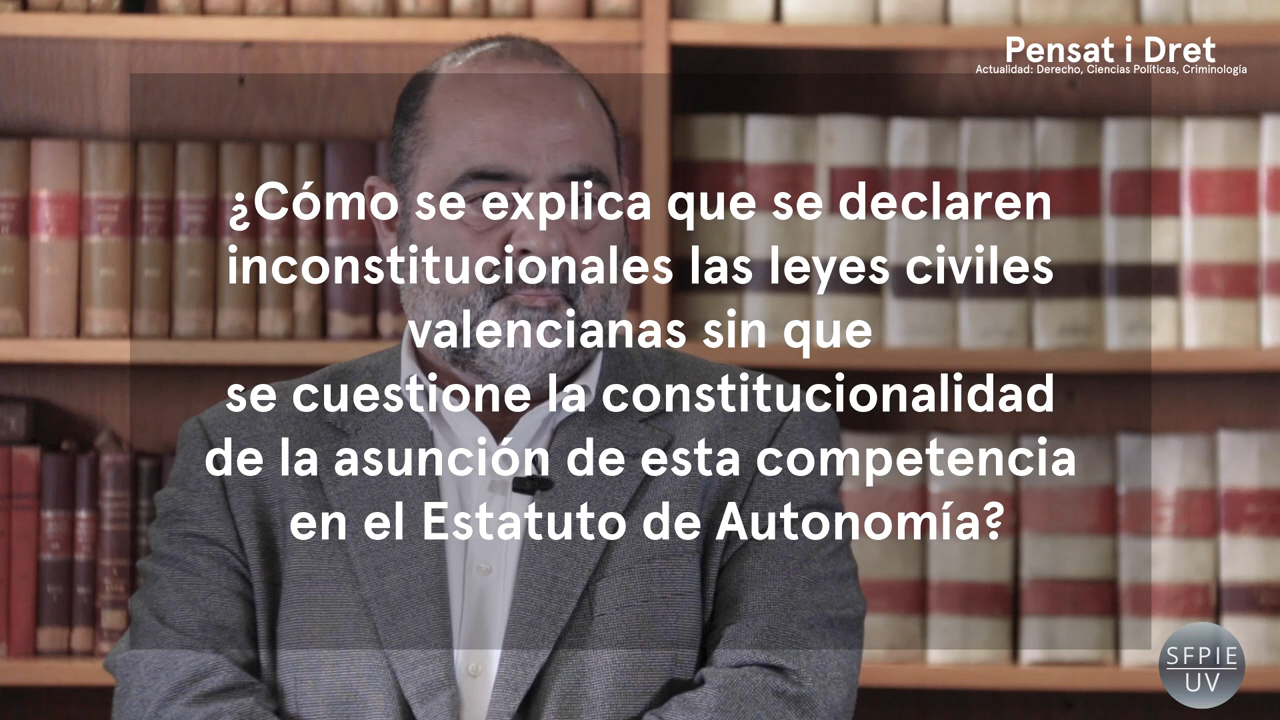 Pensat i Dret
Actualidad: Derecho, Ciencias Políticas, Criminología
¿Cómo se explica que se declaren
inconstitucionales las leyes civiles
valencianas sin que
se cuestione la constitucionalidad
de la asunción de esta competencia
en el Estatuto de Autonomía?
SFPIE
UV